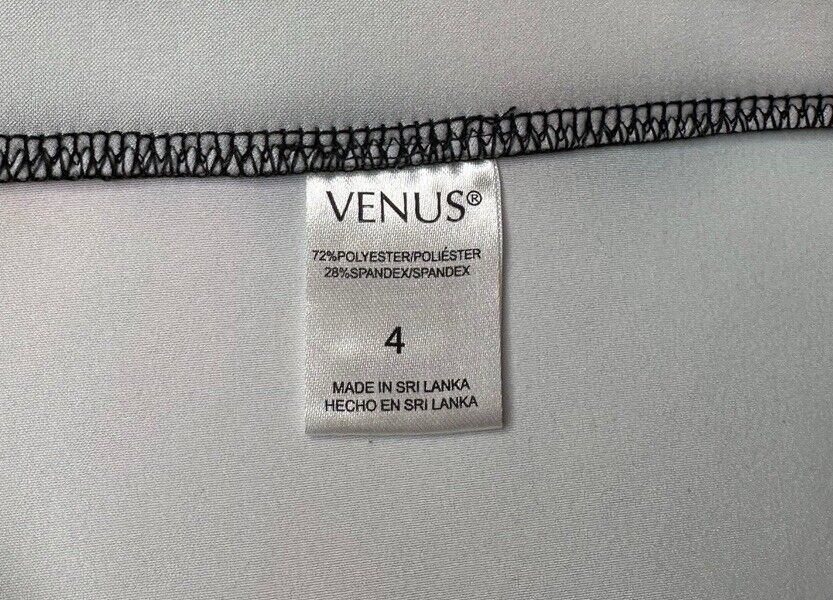 VENUS®
72%POLYESTER/POLIÉSTER
28%SPANDEX/SPANDEX
4
MADE IN SRI LANKA
HECHO EN SRI LANKA